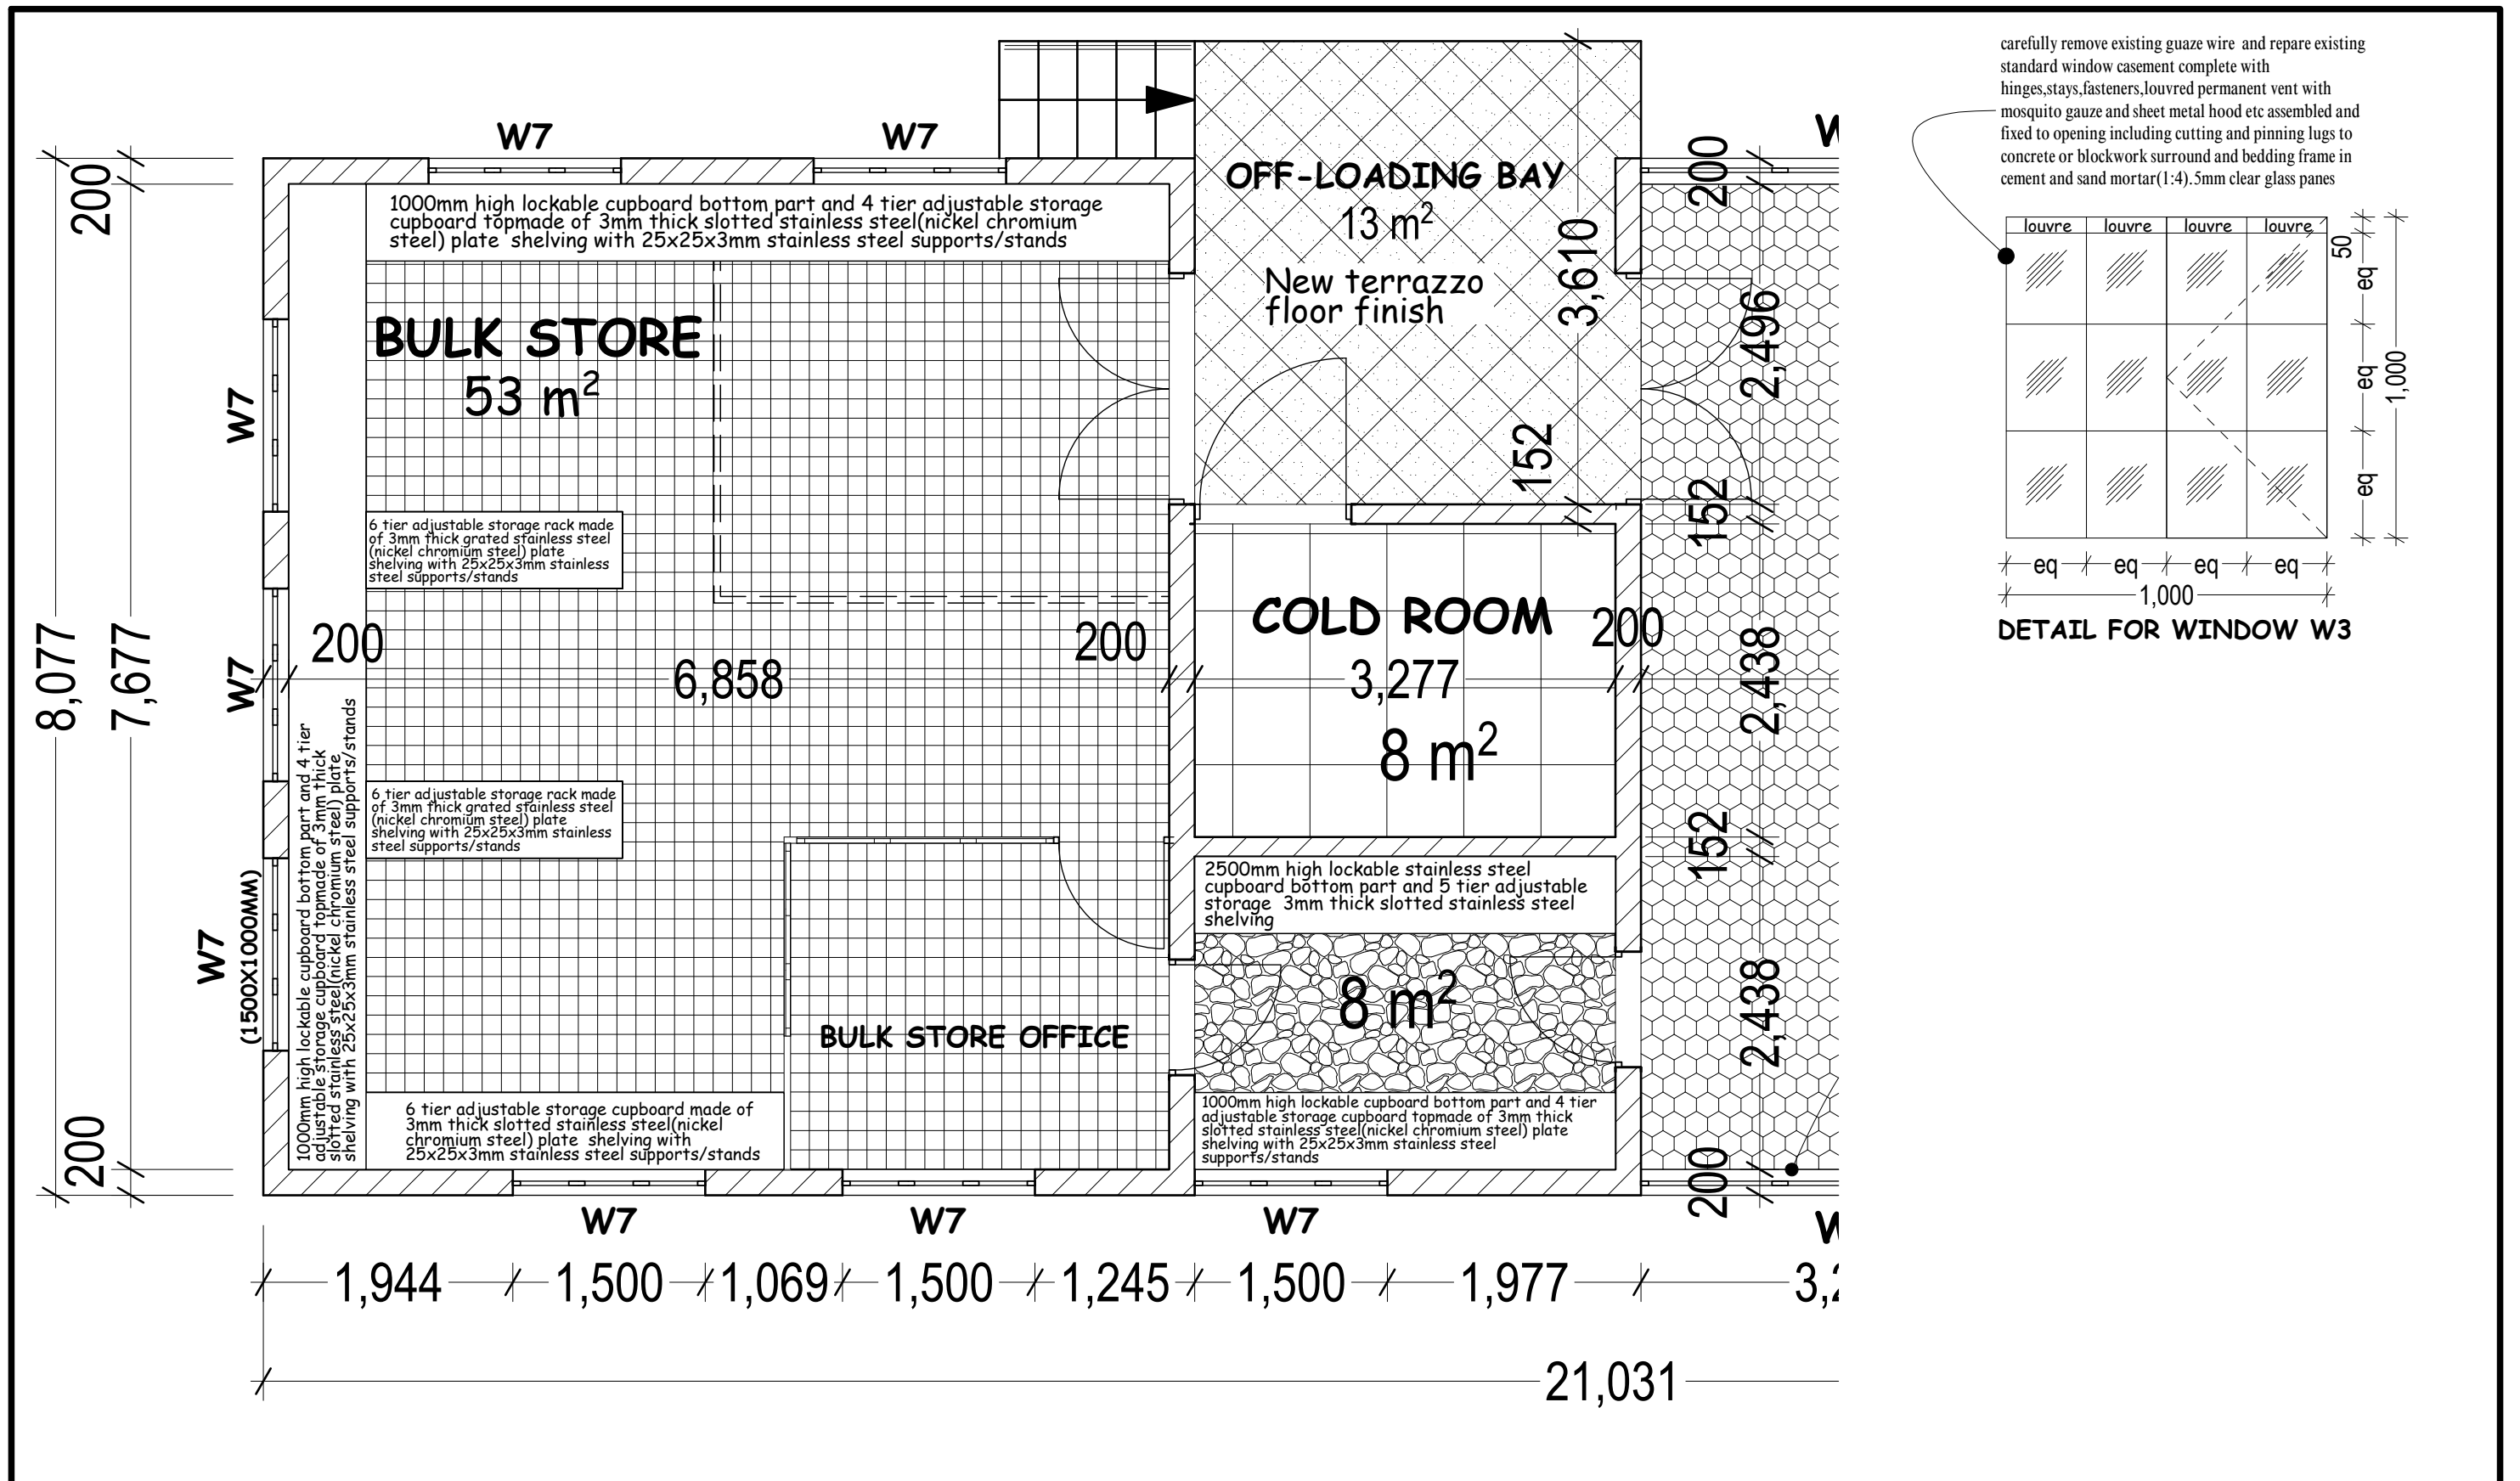 carefully remove existing guaze wire and repare existing
standard window casement complete with
hinges,stays,fasteners,louvred permanent vent with
mosquito gauze and sheet metal hood etc assembled and
fixed to opening including cutting and pinning lugs to
concrete or blockwork surround and bedding frame in
cement and sand mortar(1:4).5mm clear glass panes
louvre louvre louvre louvre
50
eq
eq
eq
1,000
eq eq eq eq
1,000
DETAIL FOR WINDOW W3
W7 W7
200
8,077
7,677
200
1000mm high lockable cupboard bottom part and 4 tier adjustable storage
cupboard topmade of 3mm thick slotted stainless steel(nickel chromium
steel) plate shelving with 25x25x3mm stainless steel supports/stands
OFF-LOADING BAY
13 m²
New terrazzo
floor finish
3,610
152
BULK STORE
53 m²
W7
W7
W7
(1500X1000MM)
6 tier adjustable storage rack made
of 3mm thick grated stainless steel
(nickel chromium steel) plate
shelving with 25x25x3mm stainless
steel supports/stands
200
6,858
200
COLD ROOM
200
3,277
8 m²
6 tier adjustable storage rack made
of 3mm thick grated stainless steel
(nickel chromium steel) plate
shelving with 25x25x3mm stainless
steel supports/stands
1000mm high lockable cupboard bottom part and 4 tier
adjustable storage cupboard topmade of 3mm thick
slotted stainless steel(nickel chromium steel) plate
shelving with 25x25x3mm stainless steel supports/stands
2500mm high lockable stainless steel
cupboard bottom part and 5 tier adjustable
storage 3mm thick slotted stainless steel
shelving
8 m²
BULK STORE OFFICE
6 tier adjustable storage cupboard made of
3mm thick slotted stainless steel(nickel
chromium steel) plate shelving with
25x25x3mm stainless steel supports/stands
1000mm high lockable cupboard bottom part and 4 tier
adjustable storage cupboard topmade of 3mm thick
slotted stainless steel(nickel chromium steel) plate
shelving with 25x25x3mm stainless steel
supports/stands
200
2,496
152
2,438
152
2,438
200
W7 W7 W7
1,944 1,500 1,069 1,500 1,245 1,500 1,977
21,031